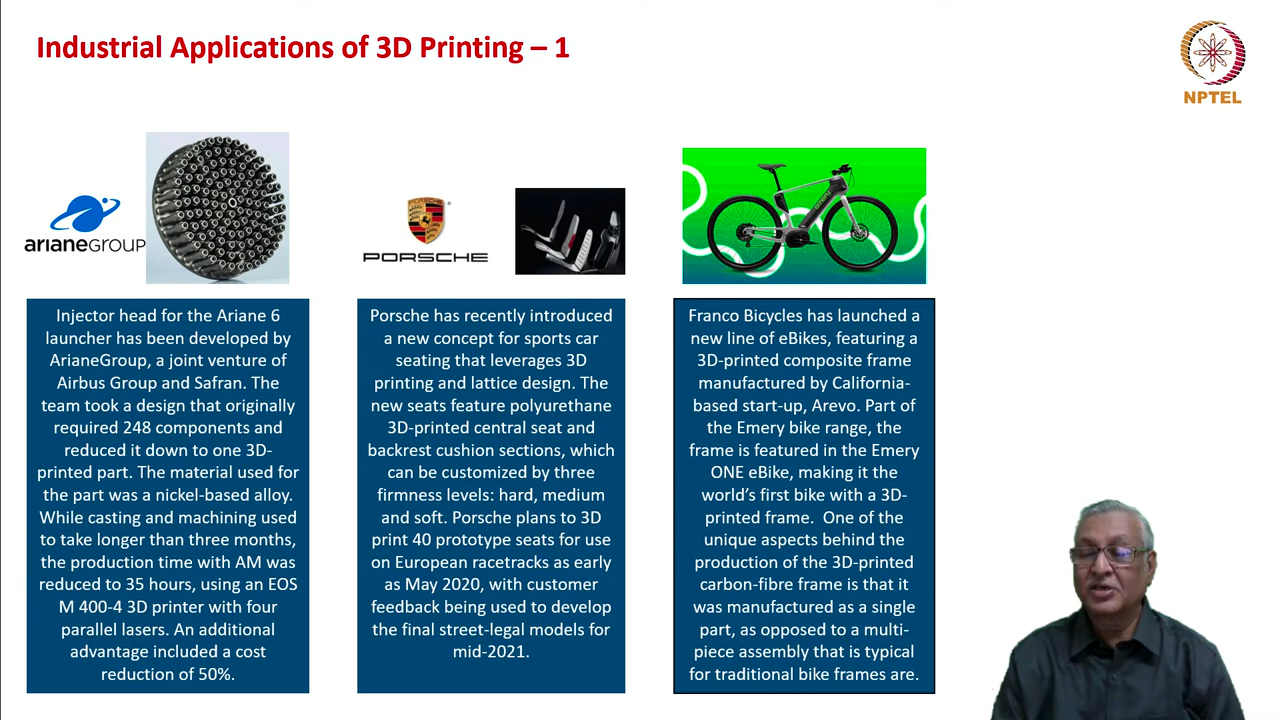 Industrial Applications of 3D Printing – 1
NPTEL
arianeGROUP
PORSCHE
PORSCHE
Injector head for the Ariane 6
launcher has been developed by
ArianeGroup, a joint venture of
Airbus Group and Safran. The
team took a design that originally
required 248 components and
reduced it down to one 3D-
printed part. The material used for
the part was a nickel-based alloy.
While casting and machining used
to take longer than three months,
the production time with AM was
reduced to 35 hours, using an EOS
M 400-4 3D printer with four
parallel lasers. An additional
advantage included a cost
reduction of 50%.
Porsche has recently introduced
a new concept for sports car
seating that leverages 3D
printing and lattice design. The
new seats feature polyurethane
3D-printed central seat and
backrest cushion sections, which
can be customized by three
firmness levels: hard, medium
and soft. Porsche plans to 3D
print 40 prototype seats for use
on European racetracks as early
as May 2020, with customer
feedback being used to develop
the final street-legal models for
mid-2021.
Franco Bicycles has launched a
new line of eBikes, featuring a
3D-printed composite frame
manufactured by California-
based start-up, Arevo. Part of
the Emery bike range, the
frame is featured in the Emery
ONE eBike, making it the
world’s first bike with a 3D-
printed frame.  One of the
unique aspects behind the
production of the 3D-printed
carbon-fibre frame is that it
was manufactured as a single
part, as opposed to a multi-
piece assembly that is typical
for traditional bike frames are.